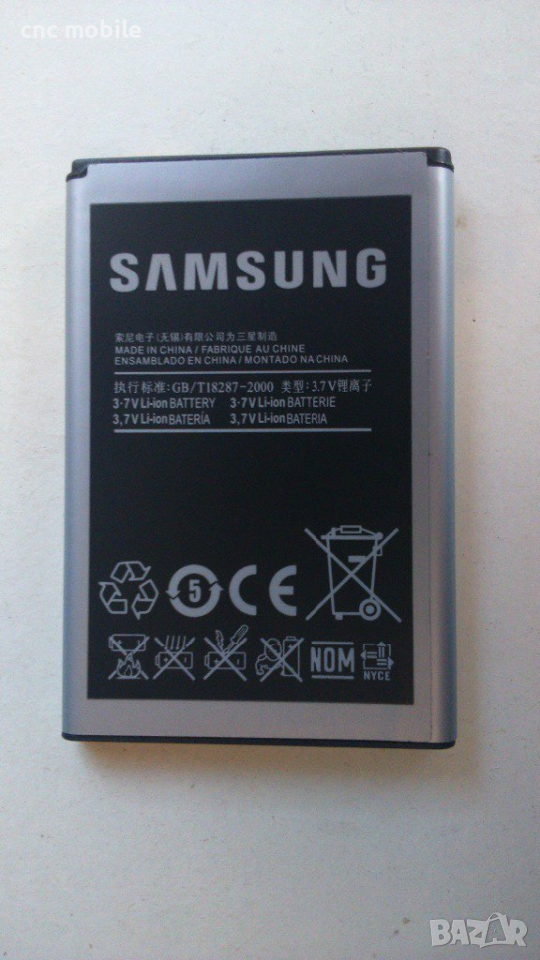 cnc mobile
SAMSUNG
索尼电子(无锡)有限公司为三星制造
MADE IN CHINA / FABRIQUE AU CHINE
ENSAMBLADO EN CHINA / MONTADO NA CHINA
执行标准:GB/T18287-2000 类型:3.7V锂离子
3·7V Li-ion BATTERY 3·7V Li-ion BATTERIE
3,7V Li-ion BATERÍA 3,7V Li-ion BATERIA
5 CE
NOM NYCE
BAZAR